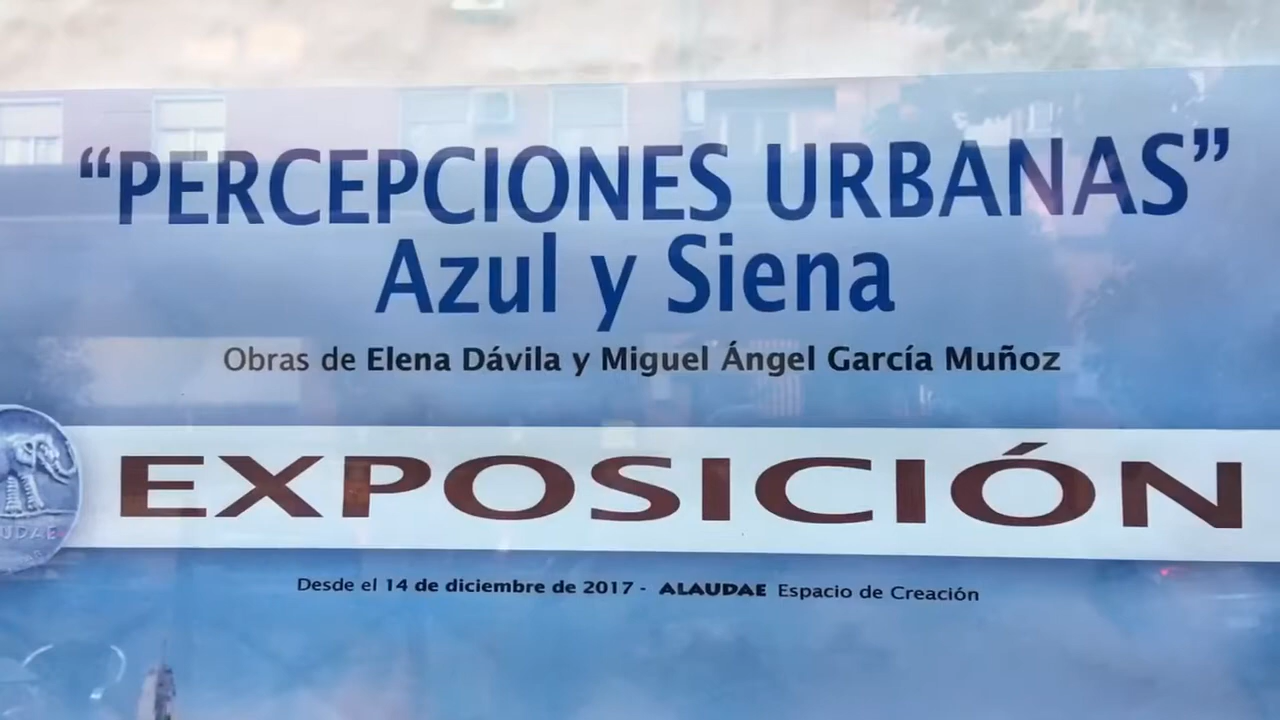 “PERCEPCIONES URBANAS”
Azul y Siena
Obras de Elena Dávila y Miguel Ángel García Muñoz
EXPOSICIÓN
UDAE
Desde el 14 de diciembre de 2017 - ALAUDAE Espacio de Creación